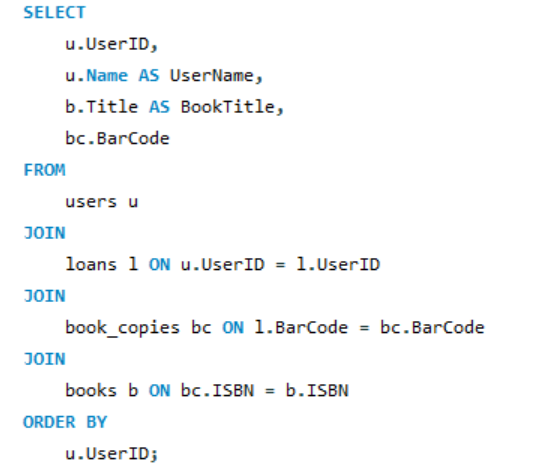 SELECT
    u.UserID,
    u.Name AS UserName,
    b.Title AS BookTitle,
    bc.BarCode
FROM
    users u
JOIN
    loans l ON u.UserID = l.UserID
JOIN
    book_copies bc ON l.BarCode = bc.BarCode
JOIN
    books b ON bc.ISBN = b.ISBN
ORDER BY
    u.UserID;